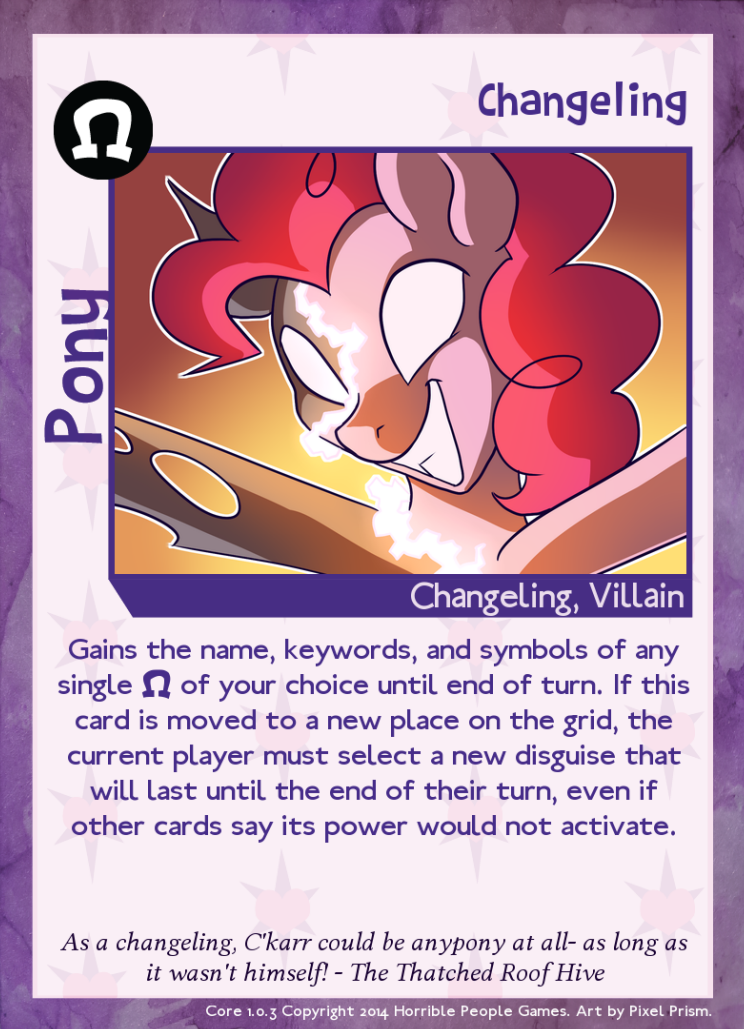 Ω
Changeling
Pony
Changeling, Villain
Gains the name, keywords, and symbols of any
single Ω of your choice until end of turn. If this
card is moved to a new place on the grid, the
current player must select a new disguise that
will last until the end of their turn, even if
other cards say its power would not activate.
As a changeling, C'karr could be anypony at all- as long as
it wasn't himself! - The Thatched Roof Hive
Core 1.0.3 Copyright 2014 Horrible People Games. Art by Pixel Prism.